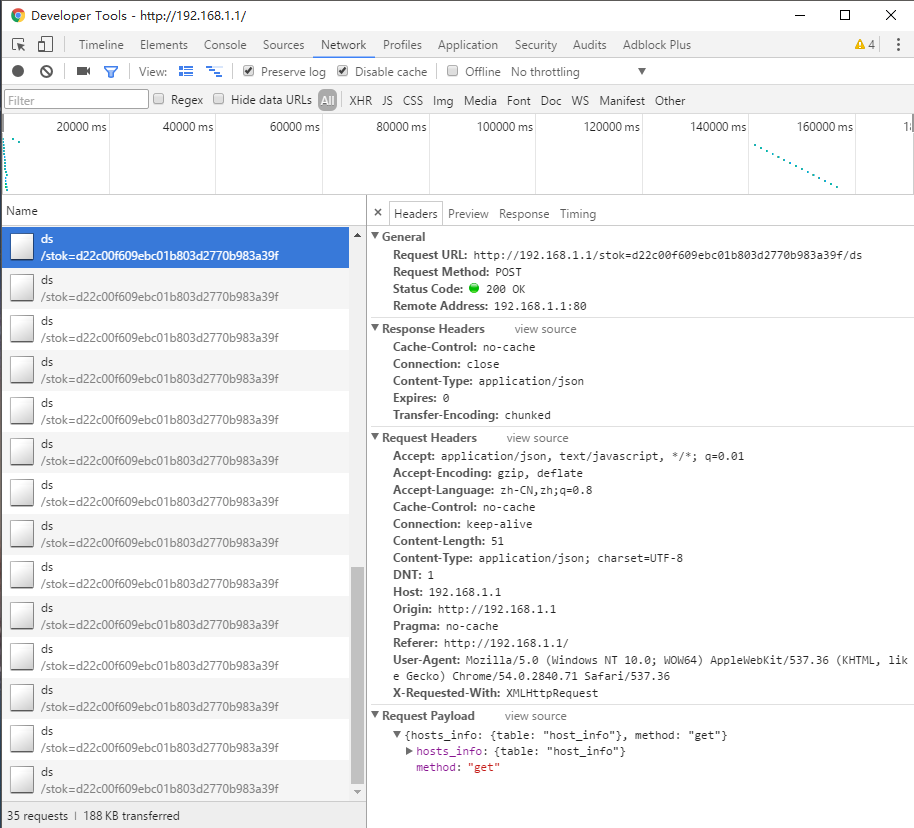 Developer Tools - http://192.168.1.1/
Timeline Elements Console Sources Network Profiles Application Security Audits Adblock Plus 4
View: Preserve log Disable cache Offline No throttling
Filter Regex Hide data URLs All XHR JS CSS Img Media Font Doc WS Manifest Other
20000 ms 40000 ms 60000 ms 80000 ms 100000 ms 120000 ms 140000 ms 160000 ms
Name
ds
/stok=d22c00f609ebc01b803d2770b983a39f
ds
/stok=d22c00f609ebc01b803d2770b983a39f
ds
/stok=d22c00f609ebc01b803d2770b983a39f
ds
/stok=d22c00f609ebc01b803d2770b983a39f
ds
/stok=d22c00f609ebc01b803d2770b983a39f
ds
/stok=d22c00f609ebc01b803d2770b983a39f
ds
/stok=d22c00f609ebc01b803d2770b983a39f
ds
/stok=d22c00f609ebc01b803d2770b983a39f
ds
/stok=d22c00f609ebc01b803d2770b983a39f
ds
/stok=d22c00f609ebc01b803d2770b983a39f
ds
/stok=d22c00f609ebc01b803d2770b983a39f
ds
/stok=d22c00f609ebc01b803d2770b983a39f
ds
/stok=d22c00f609ebc01b803d2770b983a39f
ds
/stok=d22c00f609ebc01b803d2770b983a39f
35 requests | 188 KB transferred
× Headers Preview Response Timing
General
Request URL: http://192.168.1.1/stok=d22c00f609ebc01b803d2770b983a39f/ds
Request Method: POST
Status Code: 200 OK
Remote Address: 192.168.1.1:80
Response Headers view source
Cache-Control: no-cache
Connection: close
Content-Type: application/json
Expires: 0
Transfer-Encoding: chunked
Request Headers view source
Accept: application/json, text/javascript, */*; q=0.01
Accept-Encoding: gzip, deflate
Accept-Language: zh-CN,zh;q=0.8
Cache-Control: no-cache
Connection: keep-alive
Content-Length: 51
Content-Type: application/json; charset=UTF-8
DNT: 1
Host: 192.168.1.1
Origin: http://192.168.1.1
Pragma: no-cache
Referer: http://192.168.1.1/
User-Agent: Mozilla/5.0 (Windows NT 10.0; WOW64) AppleWebKit/537.36 (KHTML, lik
e Gecko) Chrome/54.0.2840.71 Safari/537.36
X-Requested-With: XMLHttpRequest
Request Payload view source
{hosts_info: {table: "host_info"}, method: "get"}
hosts_info: {table: "host_info"}
method: "get"